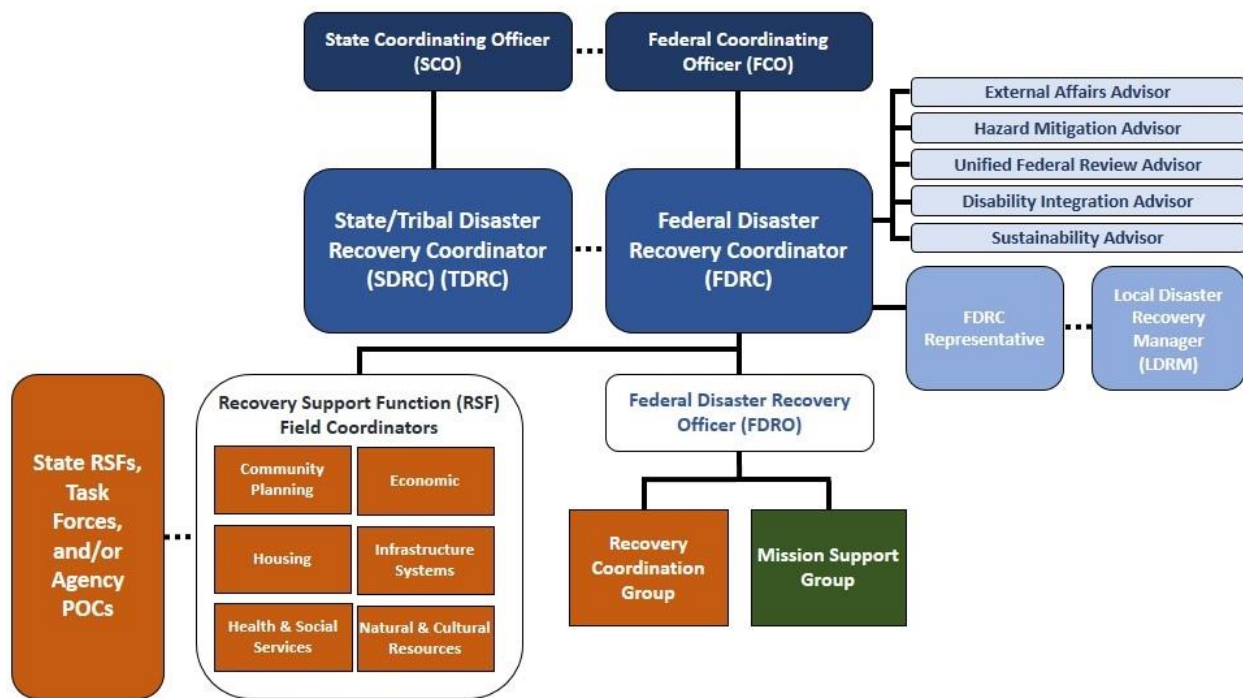 State Coordinating Officer
(SCO)
Federal Coordinating
Officer (FCO)
External Affairs Advisor
Hazard Mitigation Advisor
Unified Federal Review Advisor
Disability Integration Advisor
Sustainability Advisor
State/Tribal Disaster
Recovery Coordinator
(SDRC) (TDRC)
Federal Disaster
Recovery Coordinator
(FDRC)
FDRC
Representative
Local Disaster
Recovery
Manager
(LDRM)
State RSFs,
Task
Forces,
and/or
Agency
POCs
Recovery Support Function (RSF)
Field Coordinators
Community
Planning
Economic
Housing
Infrastructure
Systems
Health & Social
Services
Natural & Cultural
Resources
Federal Disaster Recovery
Officer (FDRO)
Recovery
Coordination
Group
Mission Support
Group